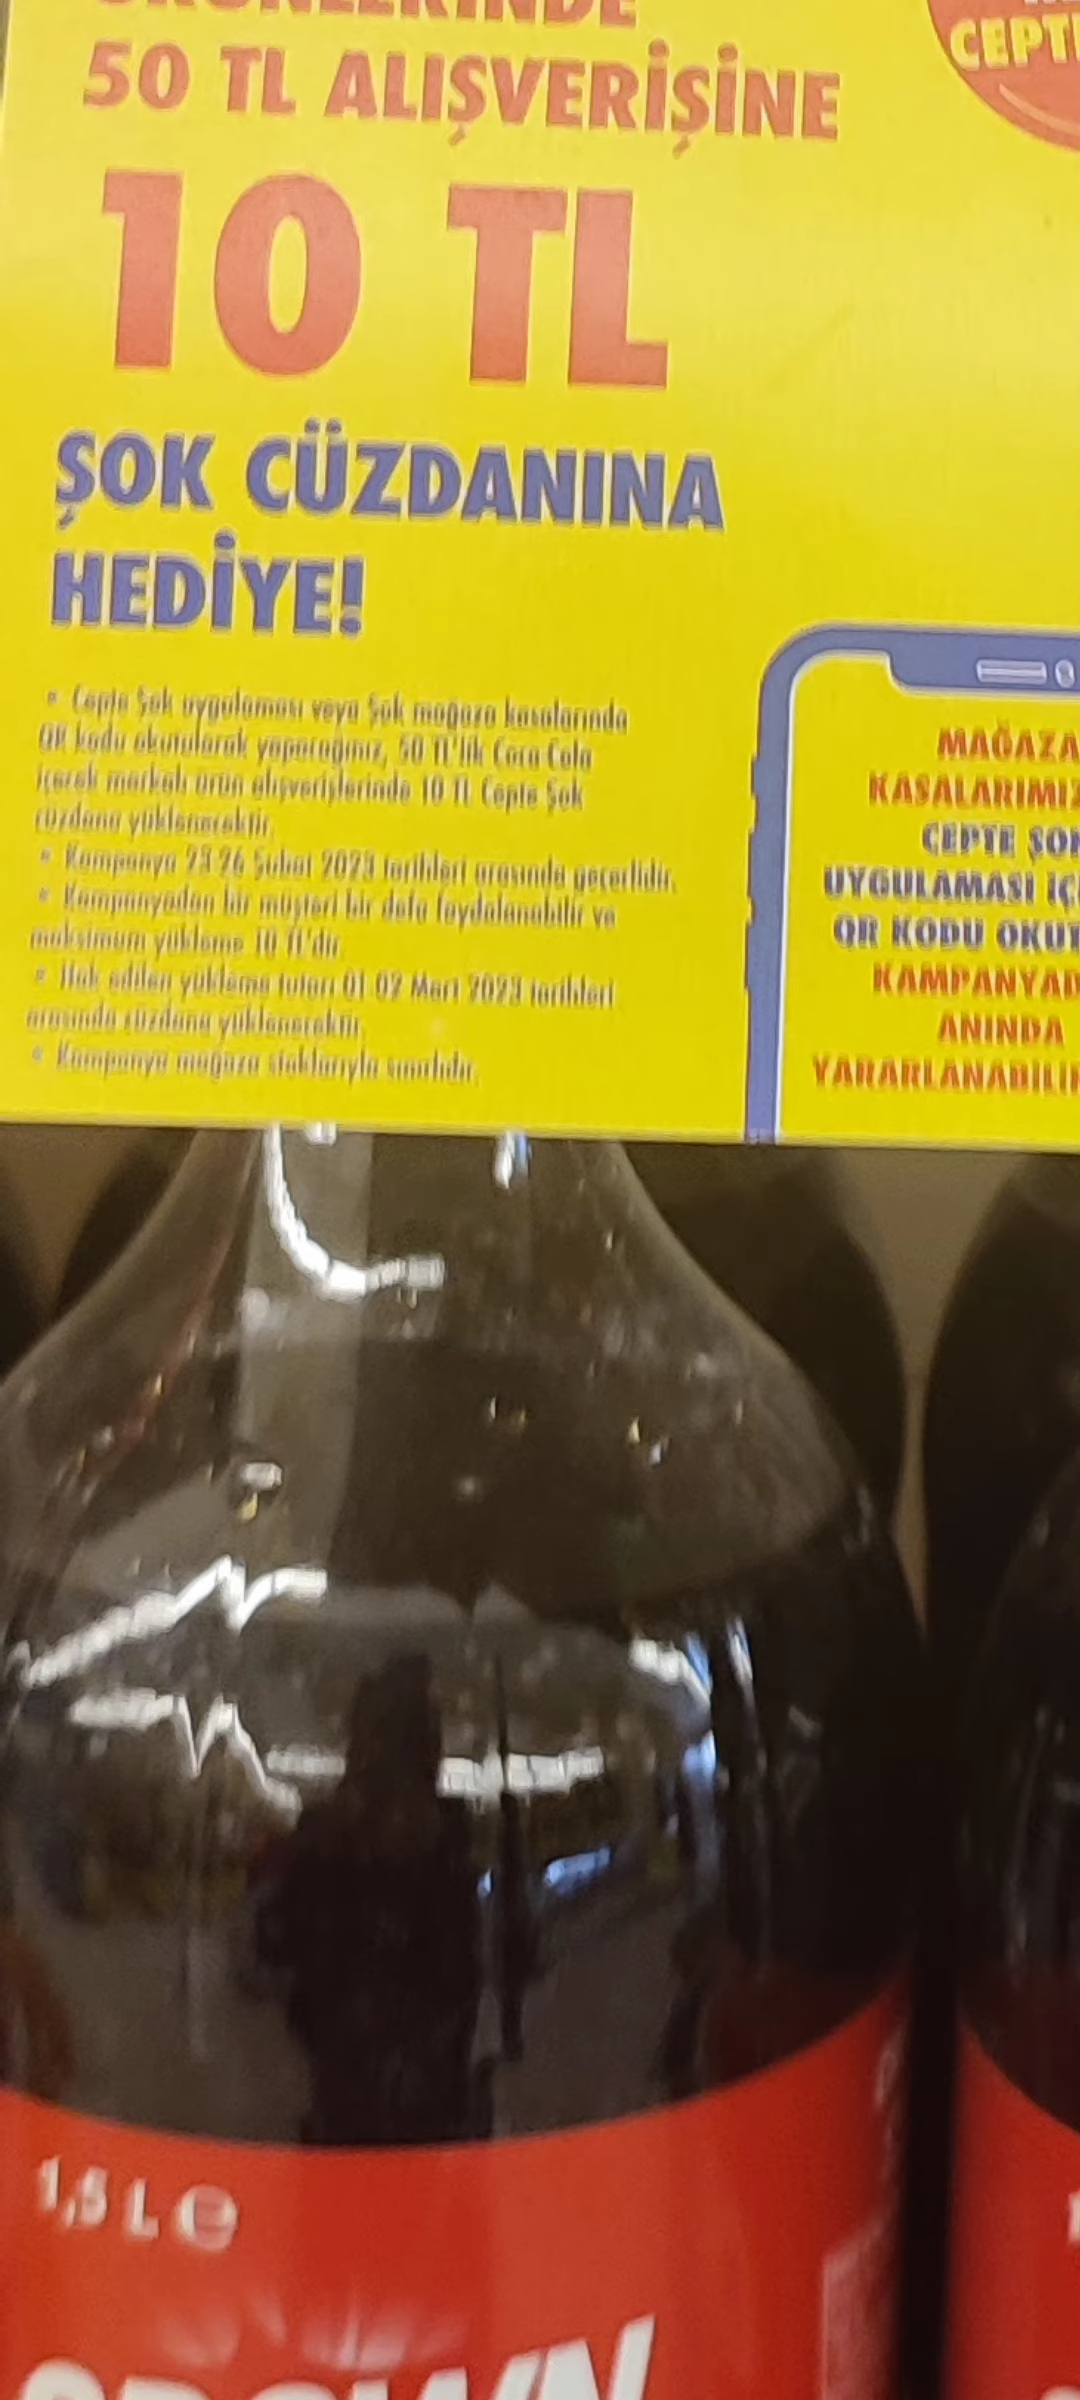 ÜRÜNLERİNDE
50 TL ALIŞVERİŞİNE
10 TL
ŞOK CÜZDANINA
HEDİYE!
• Cepte Şok uygulaması veya Şok mağaza kasalarında
QR kodu okutularak yapacağınız, 50 TL'lik Coca Cola
içecek markalı ürün alışverişlerinde 10 TL Cepte Şok
cüzdana yüklenecektir.
• Kampanya 23-26 Şubat 2023 tarihleri arasında geçerlidir.
• Kampanyadan bir müşteri bir defa faydalanabilir ve
maksimum yükleme 10 TL'dir.
• Hak edilen yükleme tutarı 01-02 Mart 2023 tarihleri
arasında cüzdana yüklenecektir.
• Kampanya mağaza stoklarıyla sınırlıdır.
CEPT
MAĞAZA
KASALARIMIZ
CEPTE ŞO
UYGULAMASI İÇ
QR KODU OKUT
KAMPANYAD
ANINDA
YARARLANABİLİ
1,5 L e